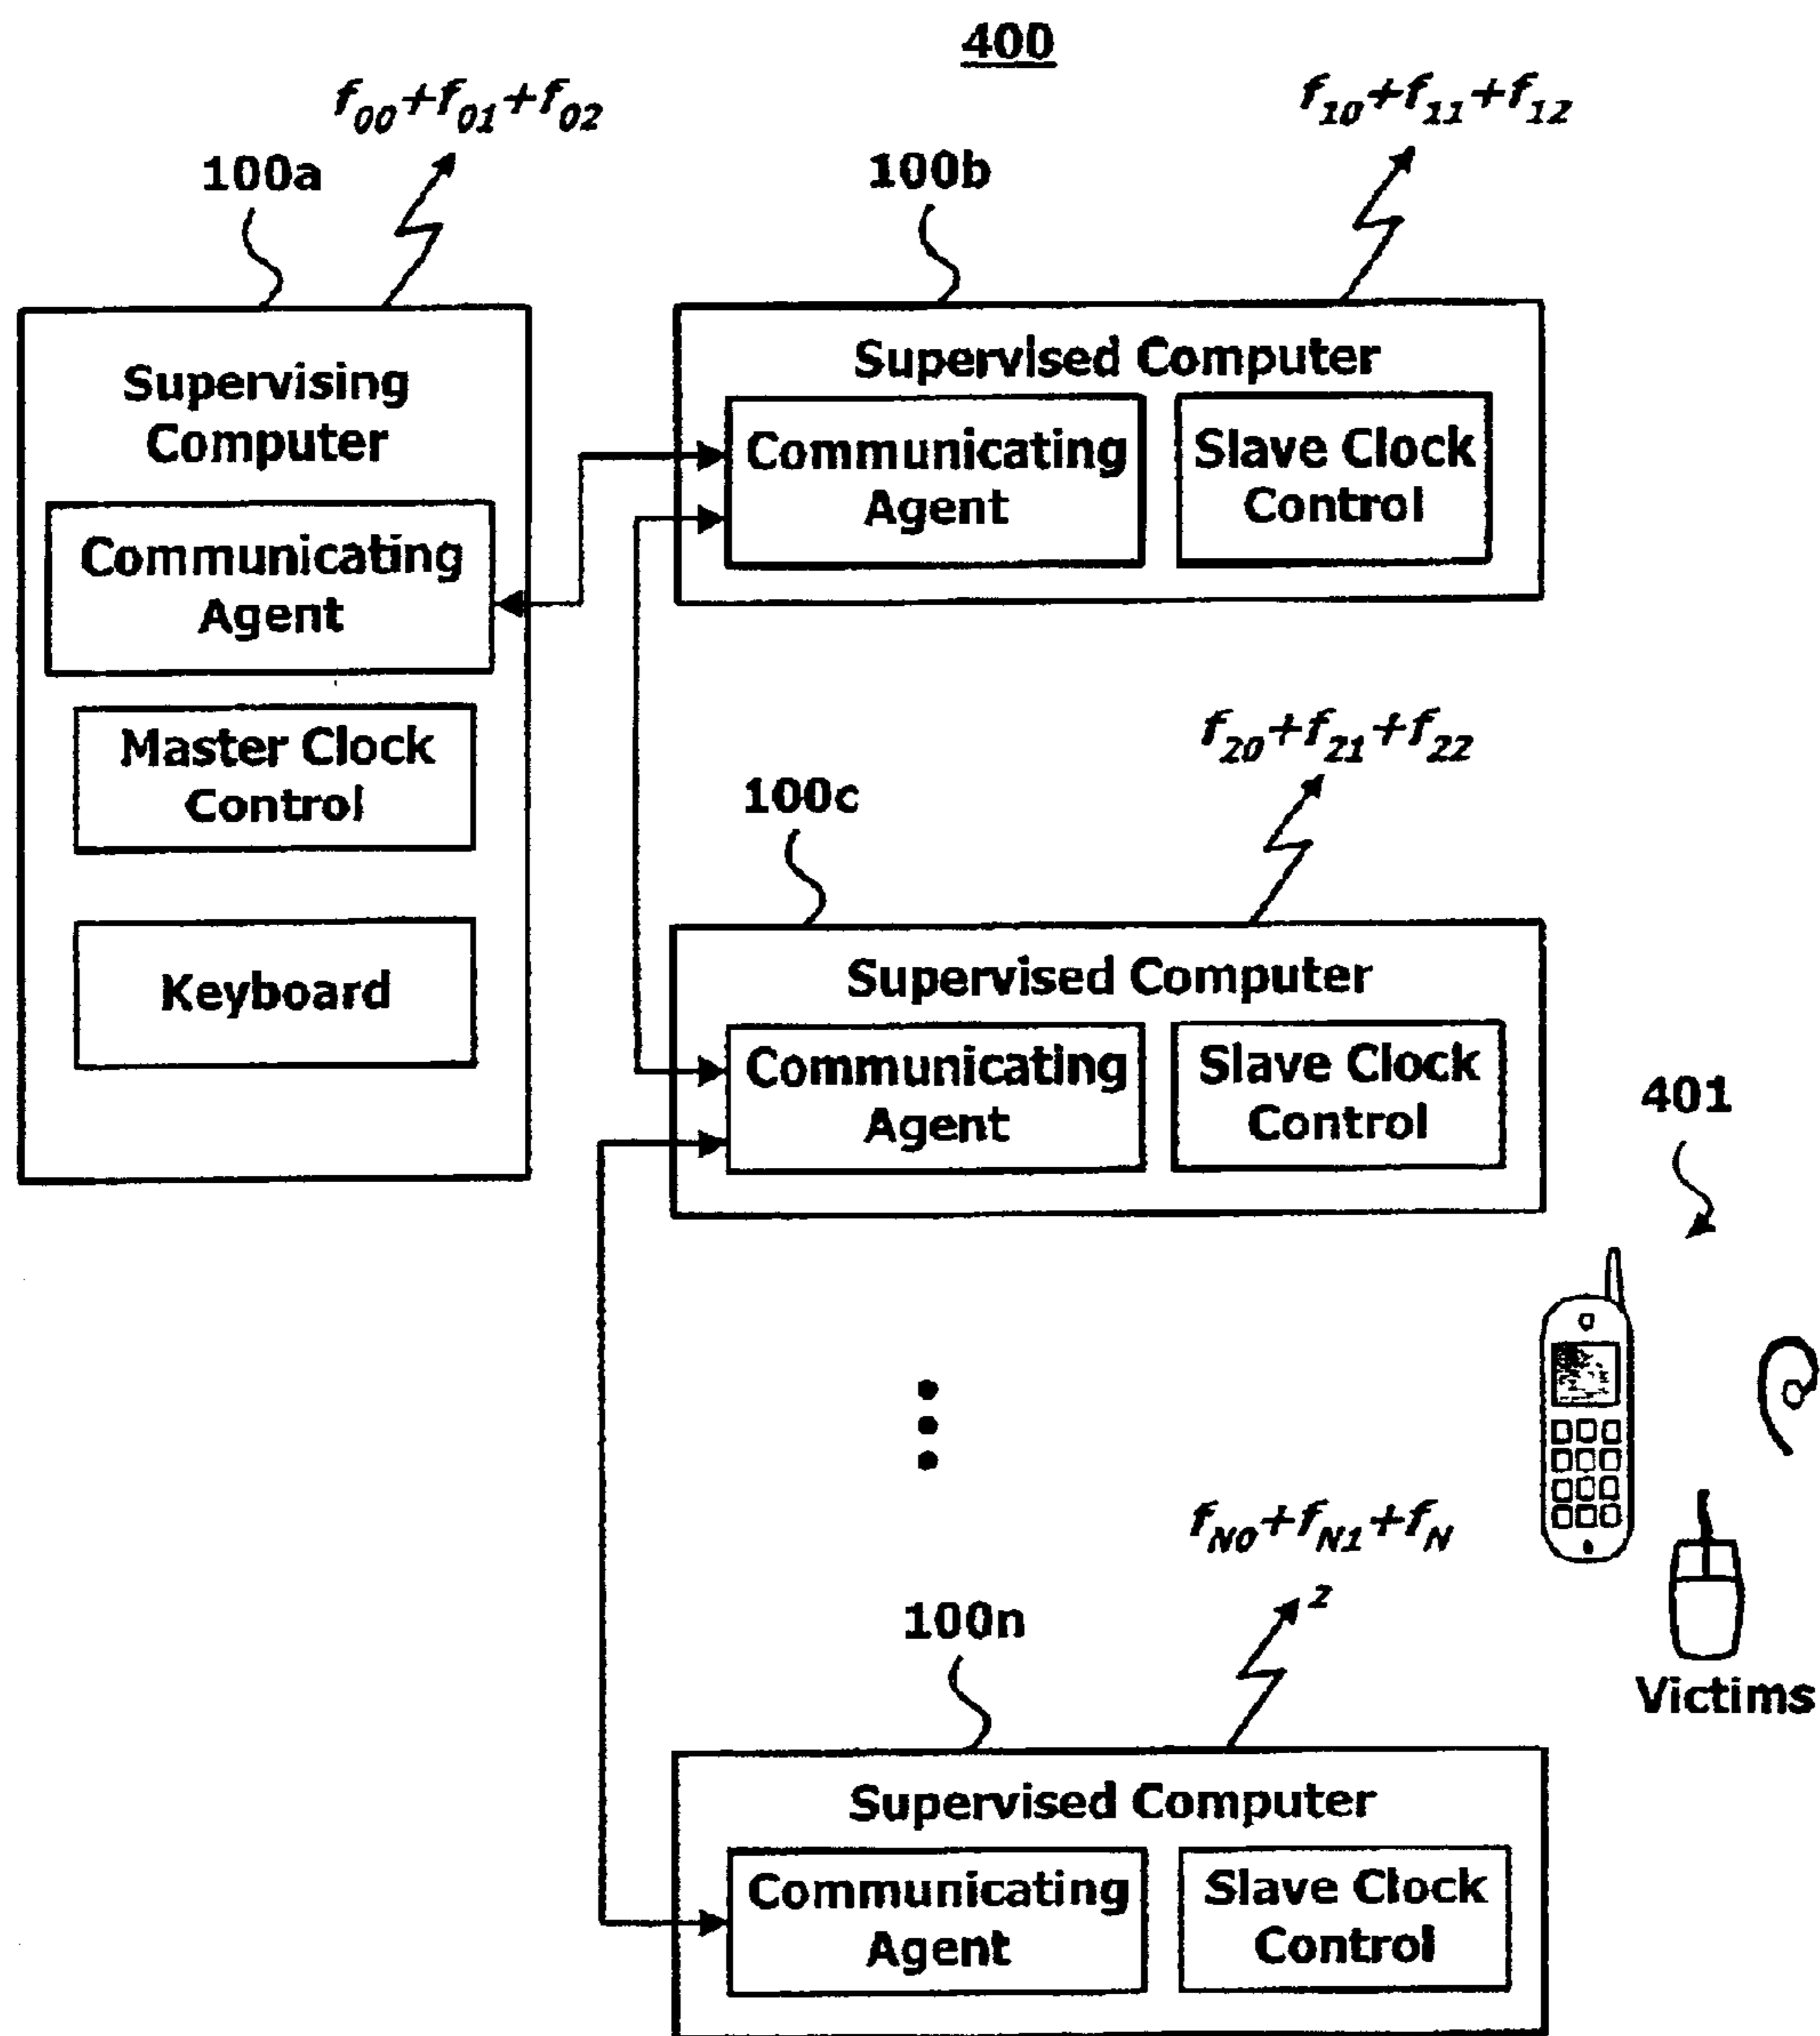 400
f00+f01+f02
f10+f11+f12
100a
100b
Supervising
Computer
Communicating
Agent
Master Clock
Control
Keyboard
Supervised Computer
Communicating
Agent
Slave Clock
Control
f20+f21+f22
100c
Supervised Computer
Communicating
Agent
Slave Clock
Control
401
Victims
fN0+fN1+fN
2
100n
Supervised Computer
Communicating
Agent
Slave Clock
Control